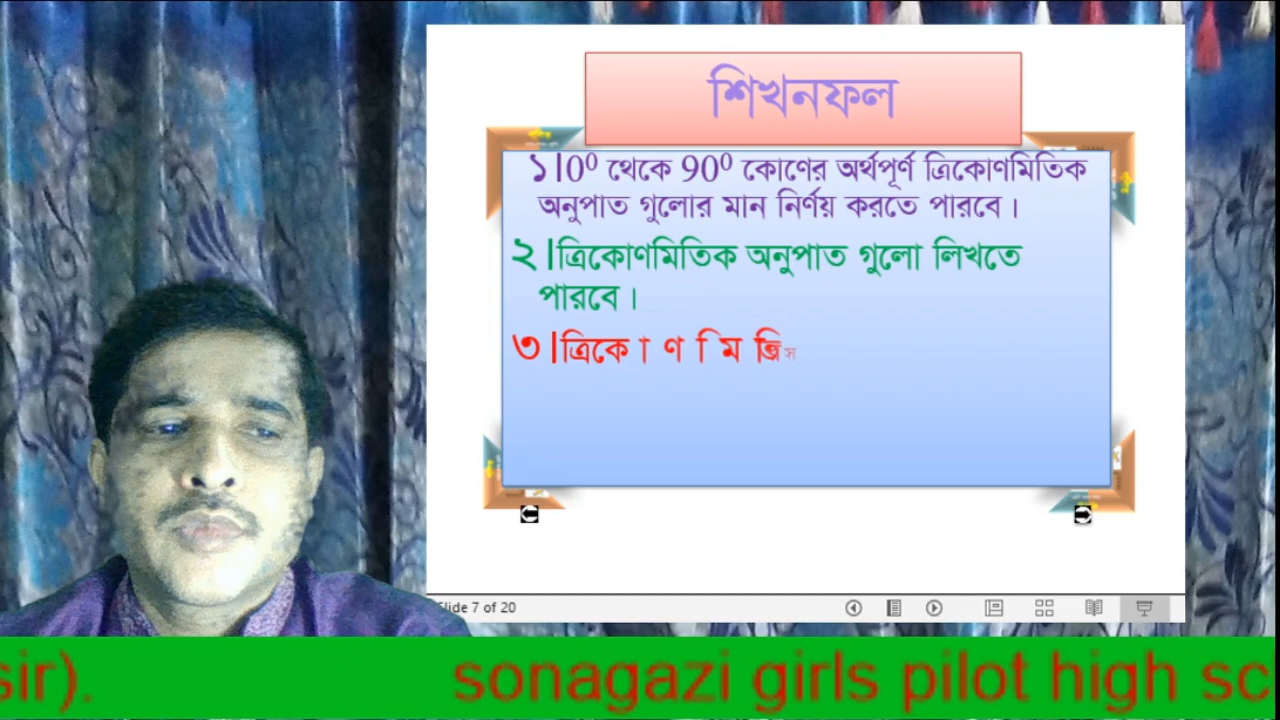 শিখনফল
১।0⁰ থেকে 90⁰ কোণের অর্থপূর্ণ ত্রিকোণমিতিক
অনুপাত গুলোর মান নির্ণয় করতে পারবে।
২।ত্রিকোণমিতিক অনুপাত গুলো লিখতে
পারবে।
৩।ত্রিকোণমি
Slide 7 of 20
sir). sonagazi girls pilot high sc